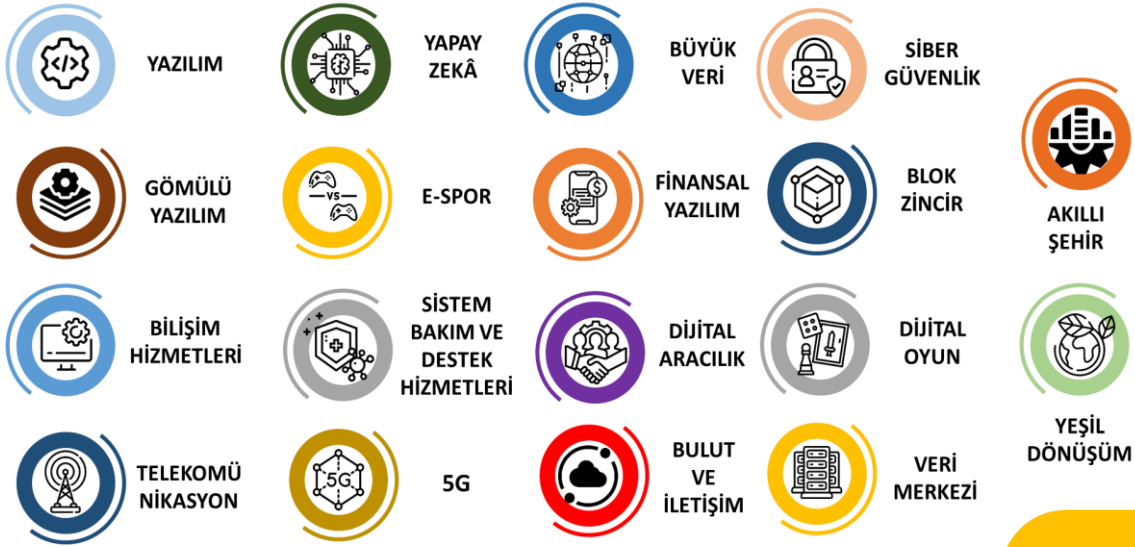 YAZILIM
YAPAY
ZEKÂ
BÜYÜK
VERİ
SİBER
GÜVENLİK
GÖMÜLÜ
YAZILIM
VS
E-SPOR
$
FİNANSAL
YAZILIM
BLOK
ZİNCİR
AKILLI
ŞEHİR
BİLİŞİM
HİZMETLERİ
SİSTEM
BAKIM VE
DESTEK
HİZMETLERİ
DİJİTAL
ARACILIK
DİJİTAL
OYUN
YEŞİL
DÖNÜŞÜM
TELEKOMÜ
NİKASYON
5G
5G
BULUT
VE
İLETİŞİM
VERİ
MERKEZİ